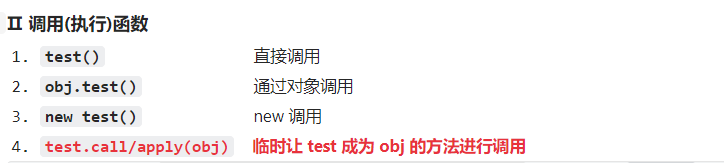 Ⅱ 调用(执行)函数
1. test() 直接调用
2. obj.test() 通过对象调用
3. new test() new 调用
4. test.call/apply(obj) 临时让 test 成为 obj 的方法进行调用